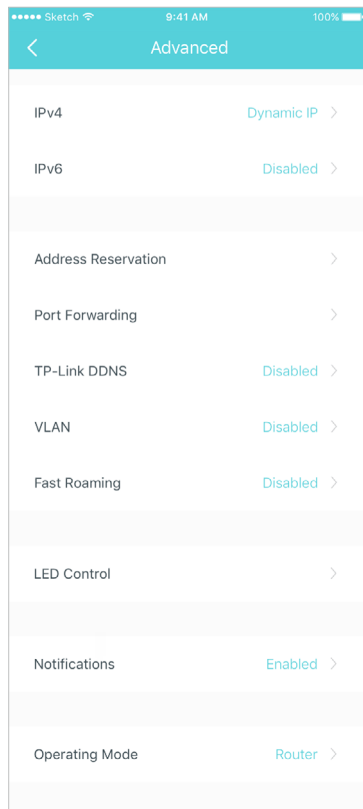 Sketch 9:41 AM 100%
Advanced
IPv4 Dynamic IP
IPv6 Disabled
Address Reservation
Port Forwarding
TP-Link DDNS Disabled
VLAN Disabled
Fast Roaming Disabled
LED Control
Notifications Enabled
Operating Mode Router